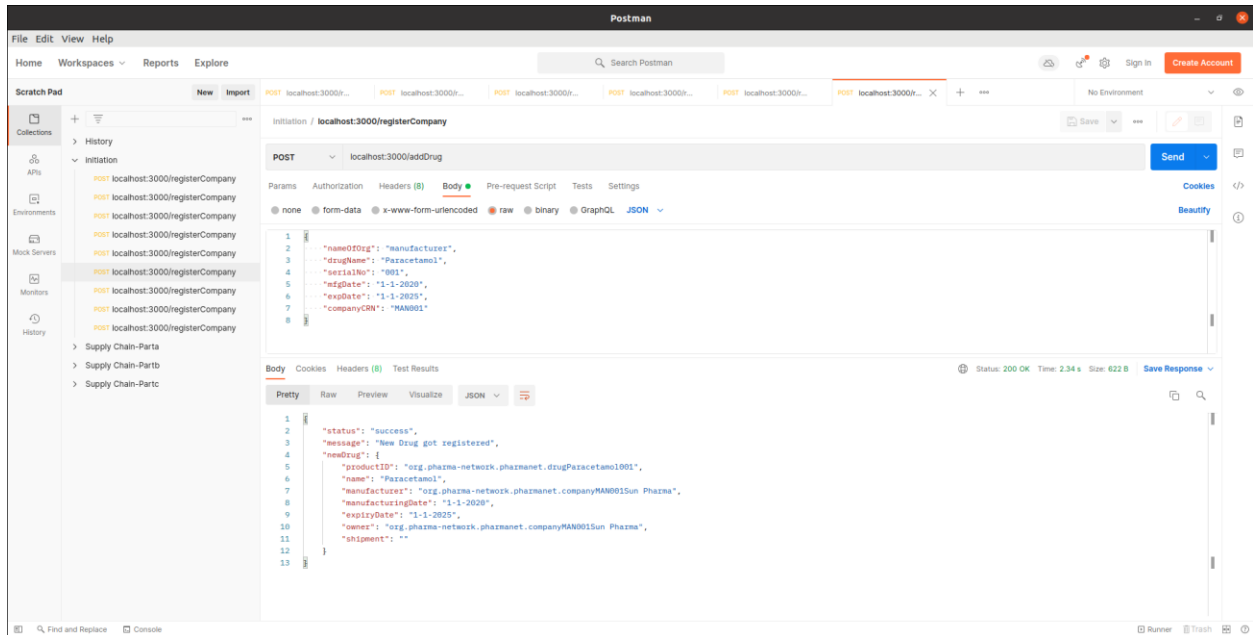 Postman
File Edit View Help
Home Workspaces Reports Explore Search Postman Sign In Create Account
Scratch Pad New Import POST localhost:3000/r... POST localhost:3000/r... POST localhost:3000/r... POST localhost:3000/r... POST localhost:3000/r... POST localhost:3000/r... No Environment
Collections
APIs
Environments
Mock Servers
Monitors
History
History
Initiation
POST localhost:3000/registerCompany
POST localhost:3000/registerCompany
POST localhost:3000/registerCompany
POST localhost:3000/registerCompany
POST localhost:3000/registerCompany
POST localhost:3000/registerCompany
POST localhost:3000/registerCompany
POST localhost:3000/registerCompany
POST localhost:3000/registerCompany
Supply Chain-Parta
Supply Chain-Partb
Supply Chain-Partc
Initiation / localhost:3000/registerCompany Save
POST localhost:3000/addDrug Send
Params Authorization Headers (8) Body Pre-request Script Tests Settings Cookies
none form-data x-www-form-urlencoded raw binary GraphQL JSON Beautify
1 {
2 "nameOfOrg": "manufacturer",
3 "drugName": "Paracetamol",
4 "serialNo": "001",
5 "mfgDate": "1-1-2020",
6 "expDate": "1-1-2025",
7 "companyCRN": "MAN001"
8 }
Body Cookies Headers (8) Test Results Status: 200 OK Time: 2.34 s Size: 622 B Save Response
Pretty Raw Preview Visualize JSON
1 {
2 "status": "success",
3 "message": "New Drug got registered",
4 "newDrug": {
5 "productID": "org.pharma-network.pharmanet.drugParacetamol001",
6 "name": "Paracetamol",
7 "manufacturer": "org.pharma-network.pharmanet.companyMAN001Sun Pharma",
8 "manufacturingDate": "1-1-2020",
9 "expiryDate": "1-1-2025",
10 "owner": "org.pharma-network.pharmanet.companyMAN001Sun Pharma",
11 "shipment": ""
12 }
13 }
Find and Replace Console Runner Trash